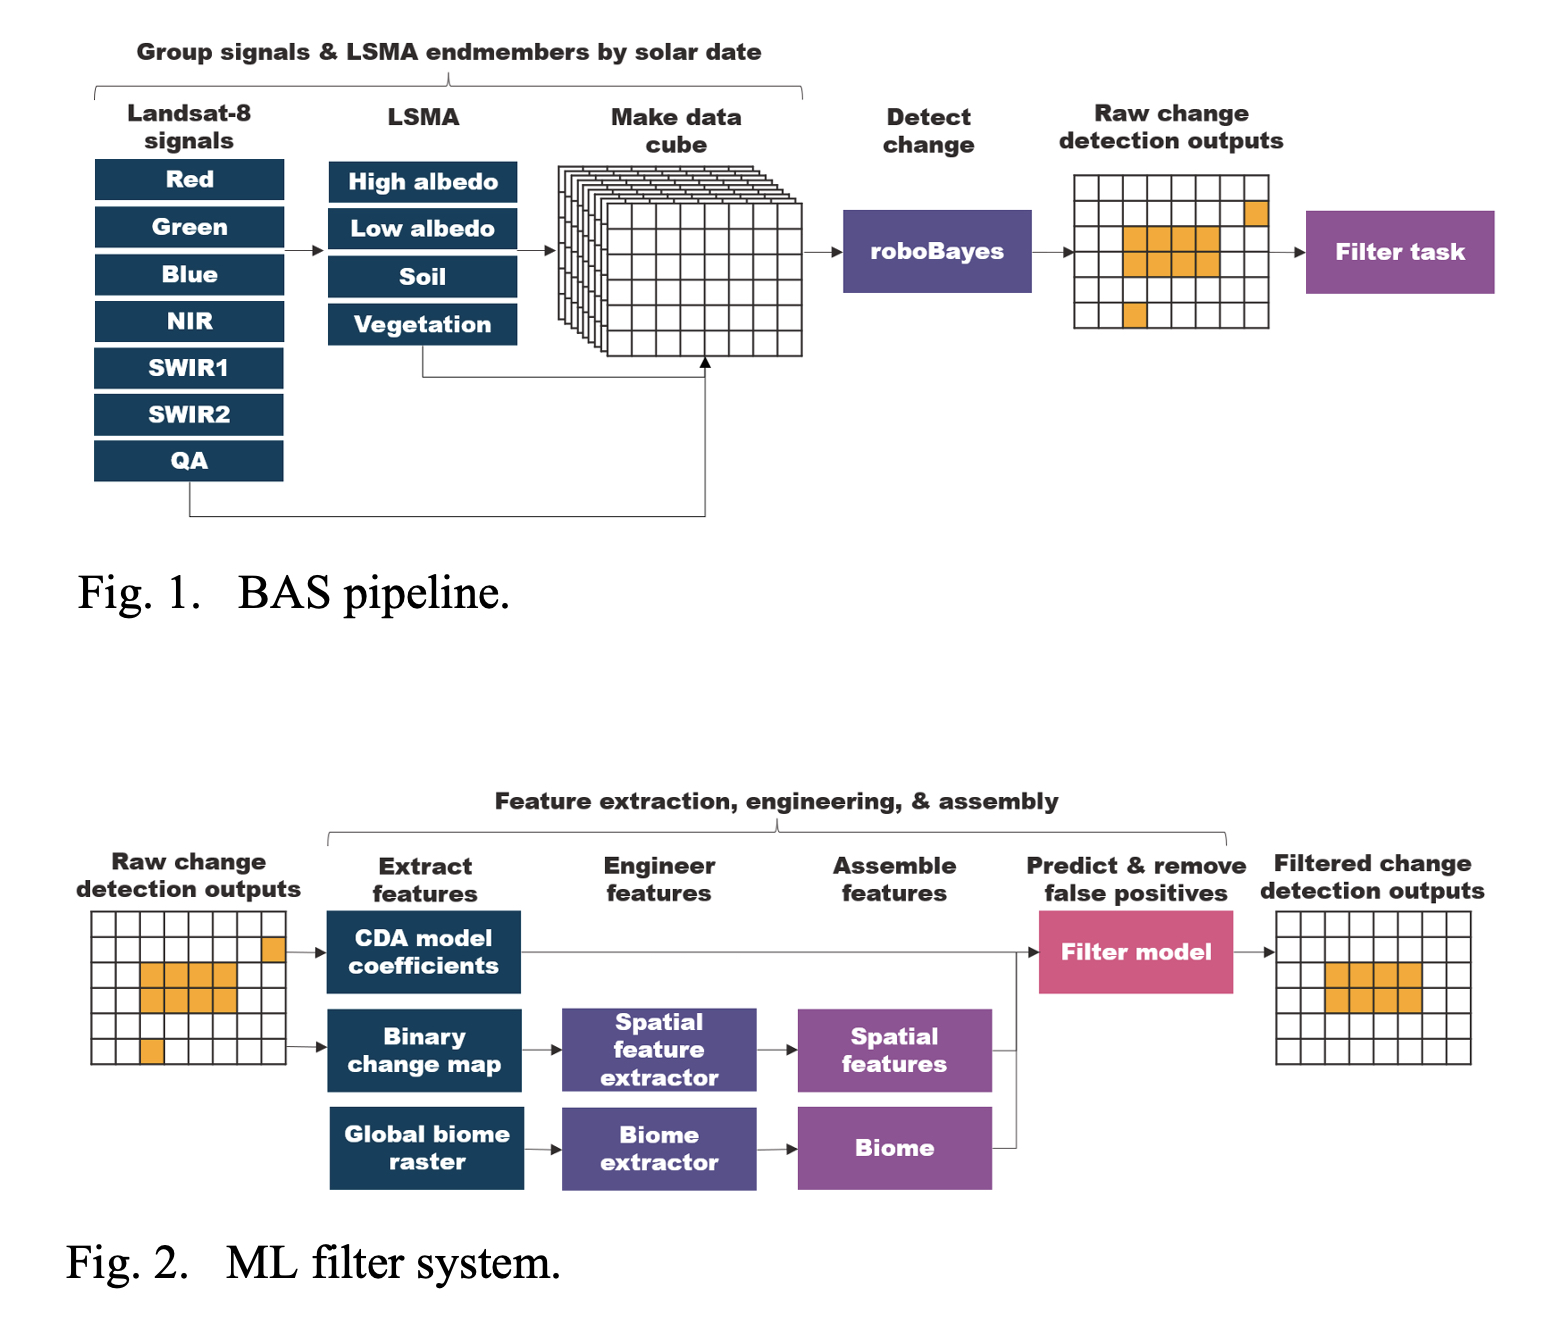 Group signals & LSMA endmembers by solar date
Landsat-8
signals
Red
Green
Blue
NIR
SWIR1
SWIR2
QA
LSMA
High albedo
Low albedo
Soil
Vegetation
Make data
cube
Detect
change
roboBayes
Raw change
detection outputs
Filter task
Fig. 1. BAS pipeline.
Feature extraction, engineering, & assembly
Raw change
detection outputs
Extract
features
CDA model
coefficients
Binary
change map
Global biome
raster
Engineer
features
Spatial
feature
extractor
Biome
extractor
Assemble
features
Spatial
features
Biome
Predict & remove
false positives
Filter model
Filtered change
detection outputs
Fig. 2. ML filter system.